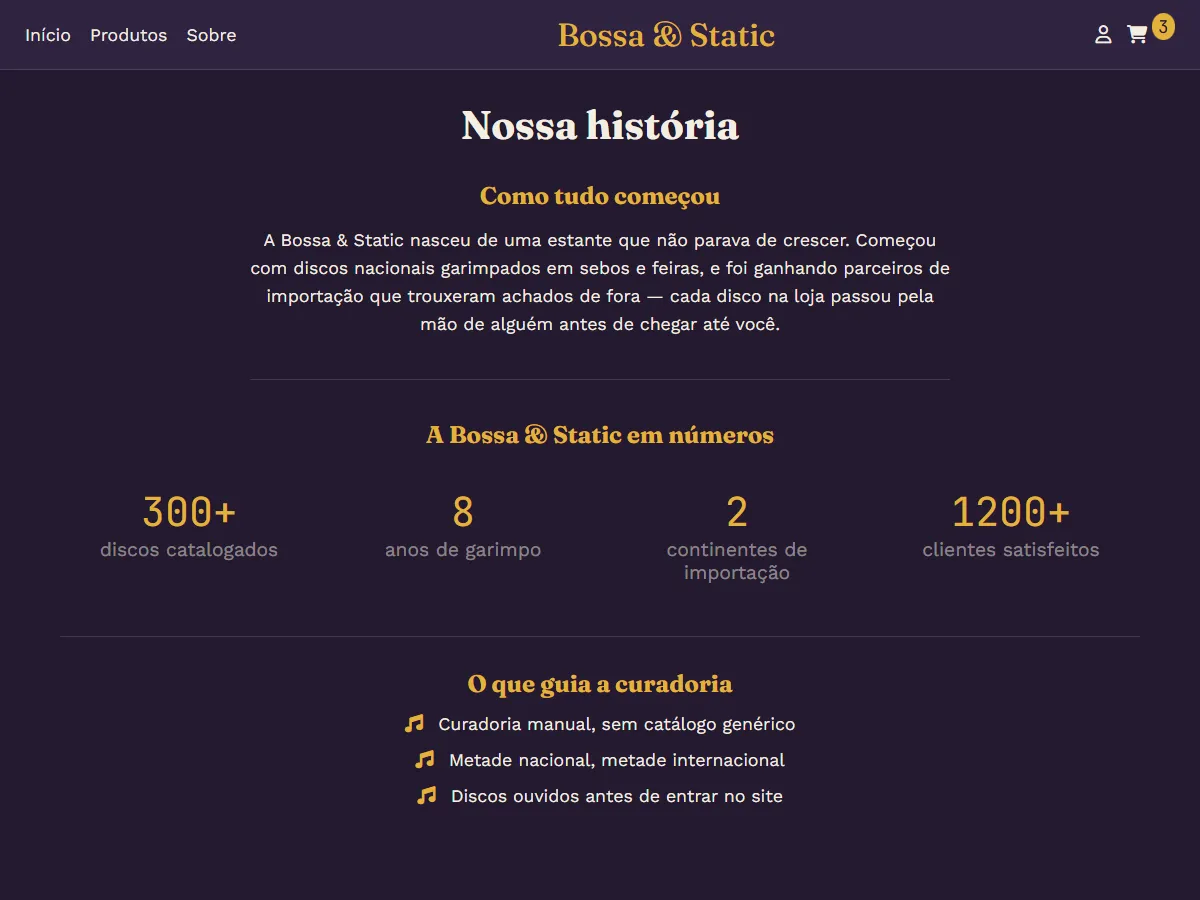 Início Produtos Sobre
Bossa & Static
3
Nossa história
Como tudo começou
A Bossa & Static nasceu de uma estante que não parava de crescer. Começou
com discos nacionais garimpados em sebos e feiras, e foi ganhando parceiros de
importação que trouxeram achados de fora — cada disco na loja passou pela
mão de alguém antes de chegar até você.
A Bossa & Static em números
300+
discos catalogados
8
anos de garimpo
2
continentes de
importação
1200+
clientes satisfeitos
O que guia a curadoria
Curadoria manual, sem catálogo genérico
Metade nacional, metade internacional
Discos ouvidos antes de entrar no site